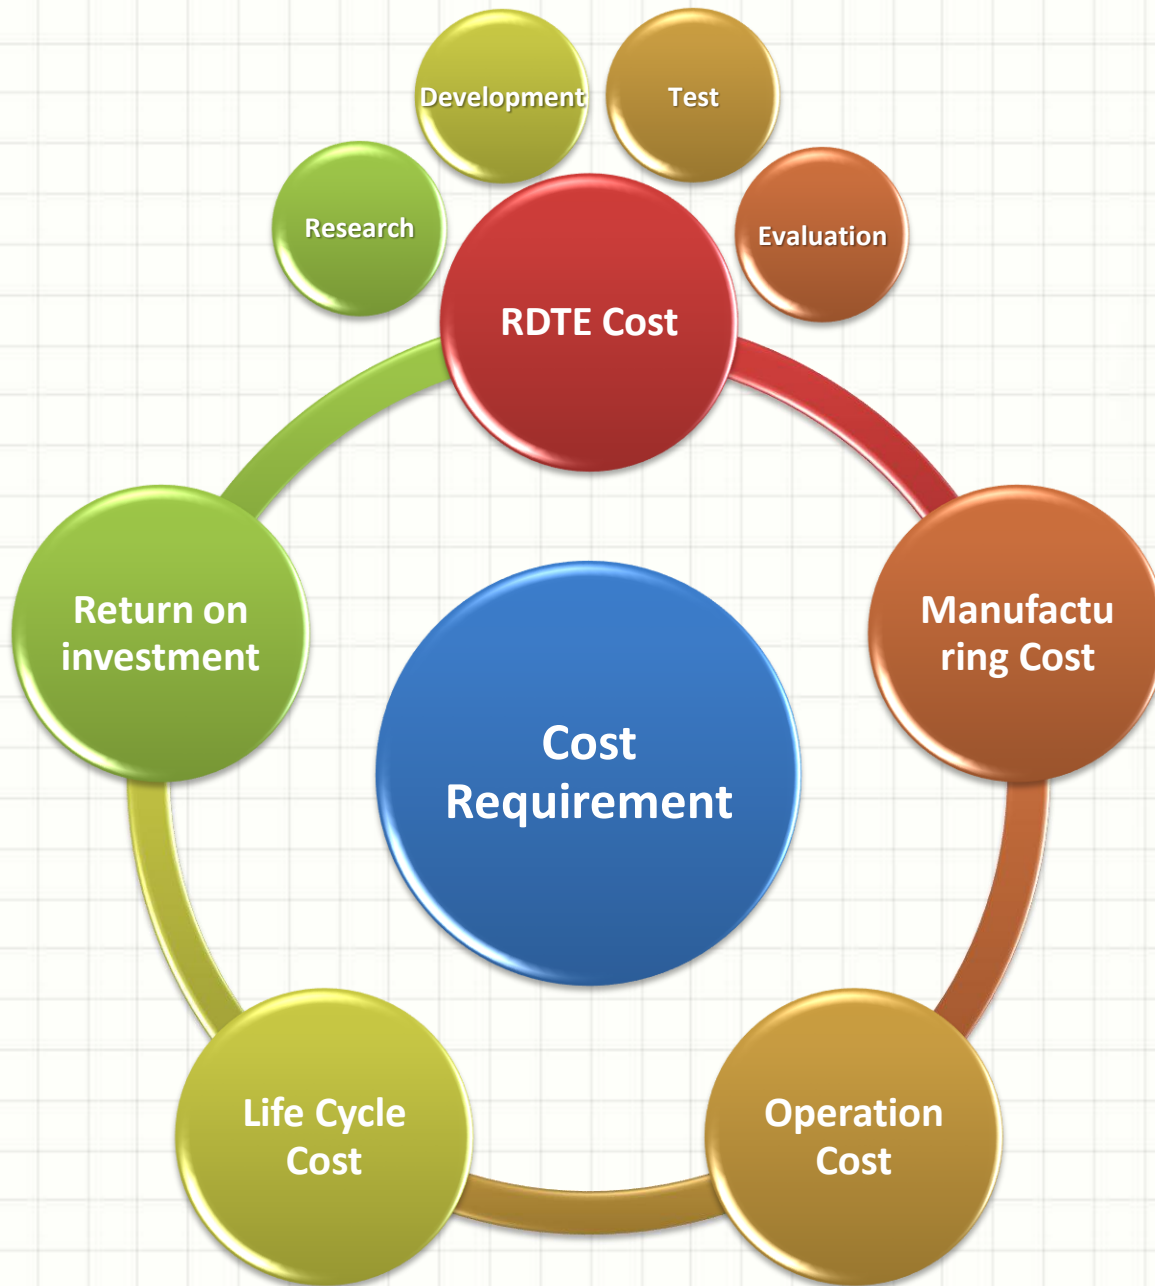 Development
Test
Research
Evaluation
RDTE Cost
Return on
investment
Manufactu
ring Cost
Cost
Requirement
Life Cycle
Cost
Operation
Cost